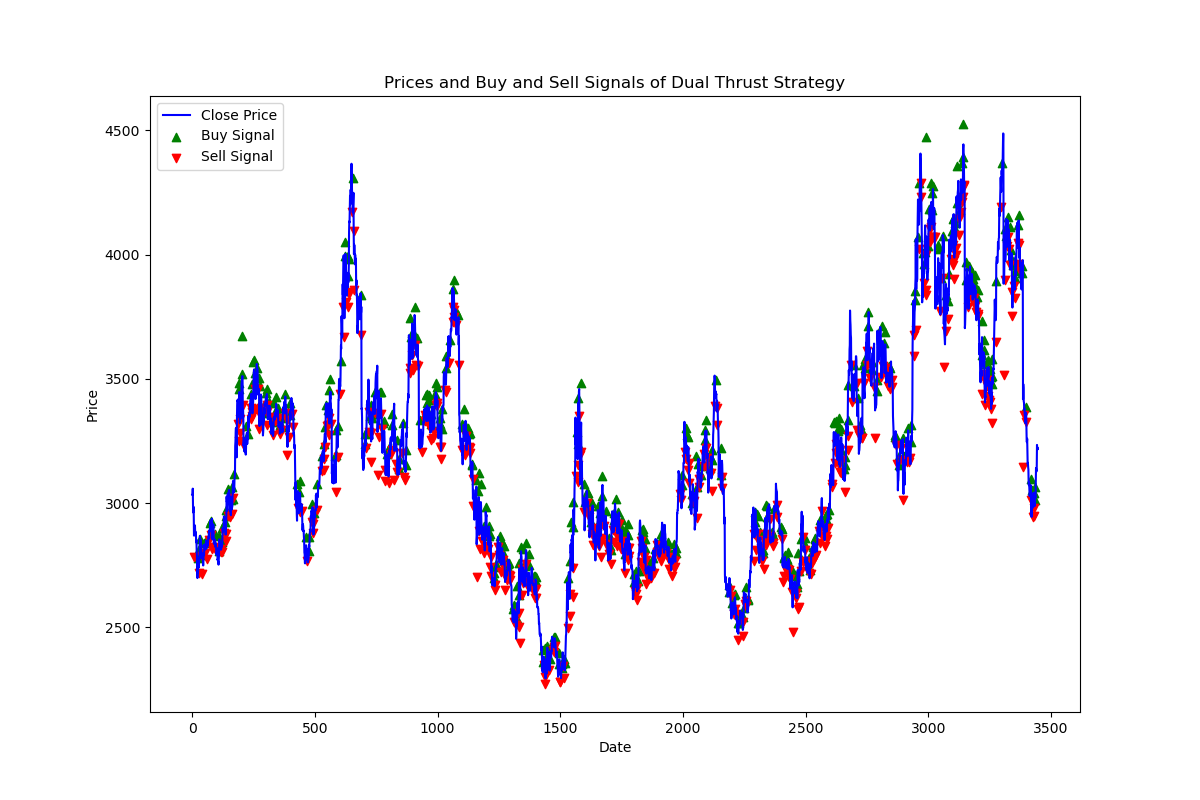 Prices and Buy and Sell Signals of Dual Thrust Strategy
Close Price
Buy Signal
Sell Signal
4500
4000
3500
3000
2500
Price
0 500 1000 1500 2000 2500 3000 3500
Date